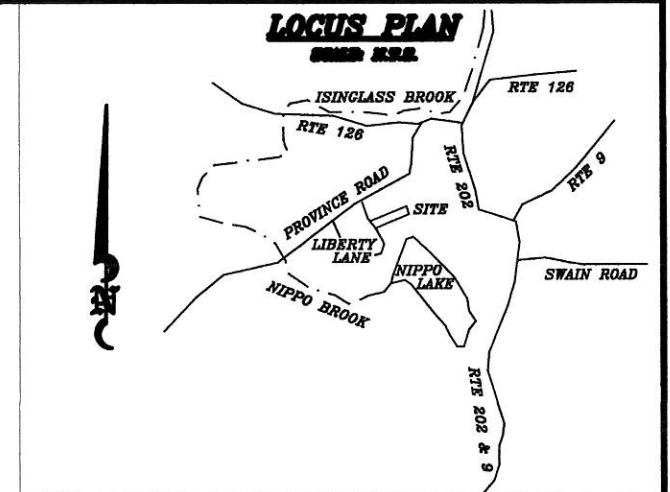 LOCUS PLAN
SCALE: N.T.S.
ISINGLASS BROOK
RTE 126
RTE 126
RTE 202
RTE 9
PROVINCE ROAD
SITE
LIBERTY
LANE
NIPPO
LAKE
SWAIN ROAD
NIPPO BROOK
N
RTE 202 & 9